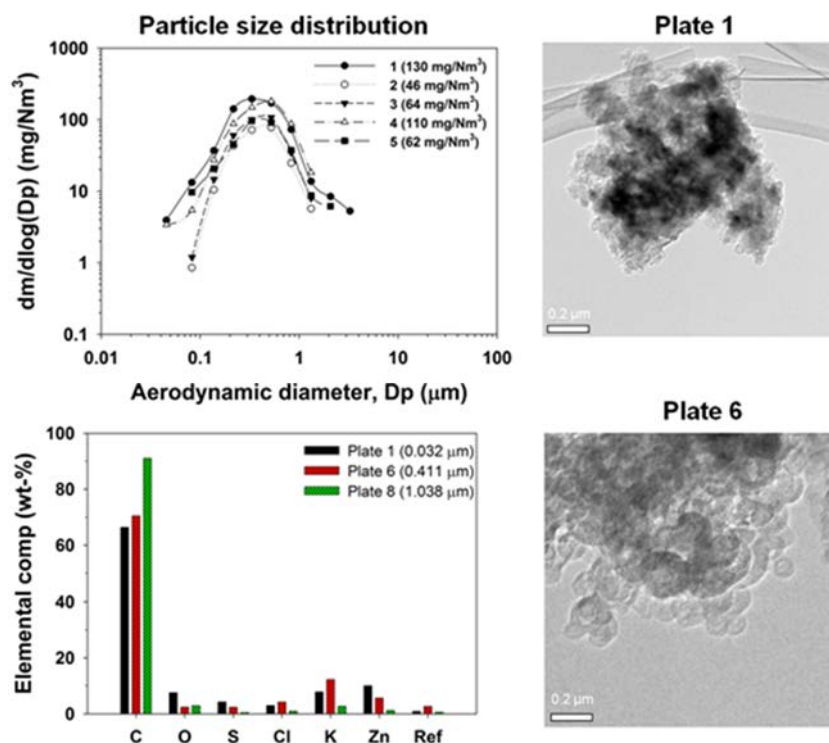 Particle size distribution
dm/dlog(Dp) (mg/Nm³)
1000
100
10
1
0.1
1 (130 mg/Nm³)
2 (46 mg/Nm³)
3 (64 mg/Nm³)
4 (110 mg/Nm³)
5 (62 mg/Nm³)
0.01 0.1 1 10 100
Aerodynamic diameter, Dp (μm)
Plate 1
0.2 μm
Elemental comp (wt-%)
100
80
60
40
20
0
Plate 1 (0.032 μm)
Plate 6 (0.411 μm)
Plate 8 (1.038 μm)
C O S Cl K Zn Ref
Plate 6
0.2 μm